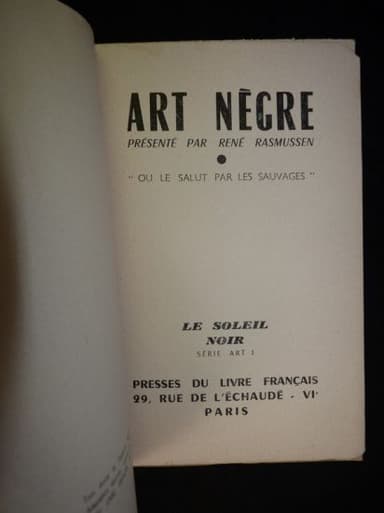 ART NÈGRE
PRÉSENTÉ PAR RENÉ RASMUSSEN
" OU LE SALUT PAR LES SAUVAGES "
LE SOLEIL
NOIR
SÉRIE ART I
PRESSES DU LIVRE FRANÇAIS
29, RUE DE L'ÉCHAUDÉ - VIᵉ
PARIS